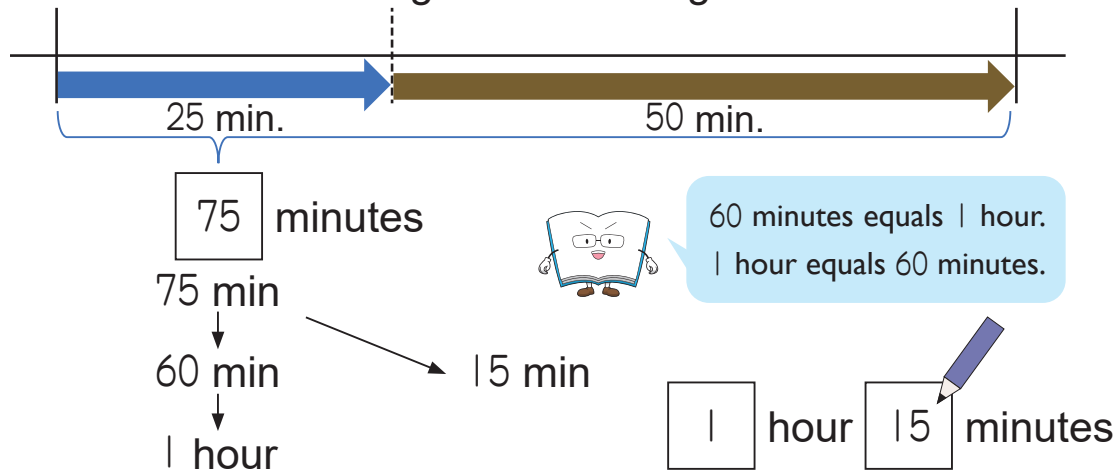 25 min.
50 min.
75 minutes
60 minutes equals 1 hour.
1 hour equals 60 minutes.
75 min
60 min
15 min
1 hour
1 hour 15 minutes